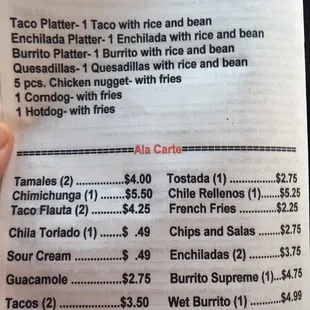 Taco Platter- 1 Taco with rice and bean
Enchilada Platter- 1 Enchilada with rice and bean
Burrito Platter- 1 Burrito with rice and bean
Quesadillas- 1 Quesadillas with rice and bean
5 pcs. Chicken nugget- with fries
1 Corndog- with fries
1 Hotdog- with fries
====================Ala Carte====================
Tamales (2) ..............$4.00
Chimichunga (1) .......$5.50
Taco Flauta (2) .........$4.25
Chila Toriado (1) ......$ .49
Sour Cream .............$ .49
Guacamole ..............$2.75
Tacos (2) .................$3.50
Tostada (1) ..............$2.75
Chile Rellenos (1) .....$5.25
French Fries ............$2.25
Chips and Salas .......$2.75
Enchiladas (2) ..........$3.75
Burrito Supreme (1)...$4.75
Wet Burrito (1) ..........$4.99